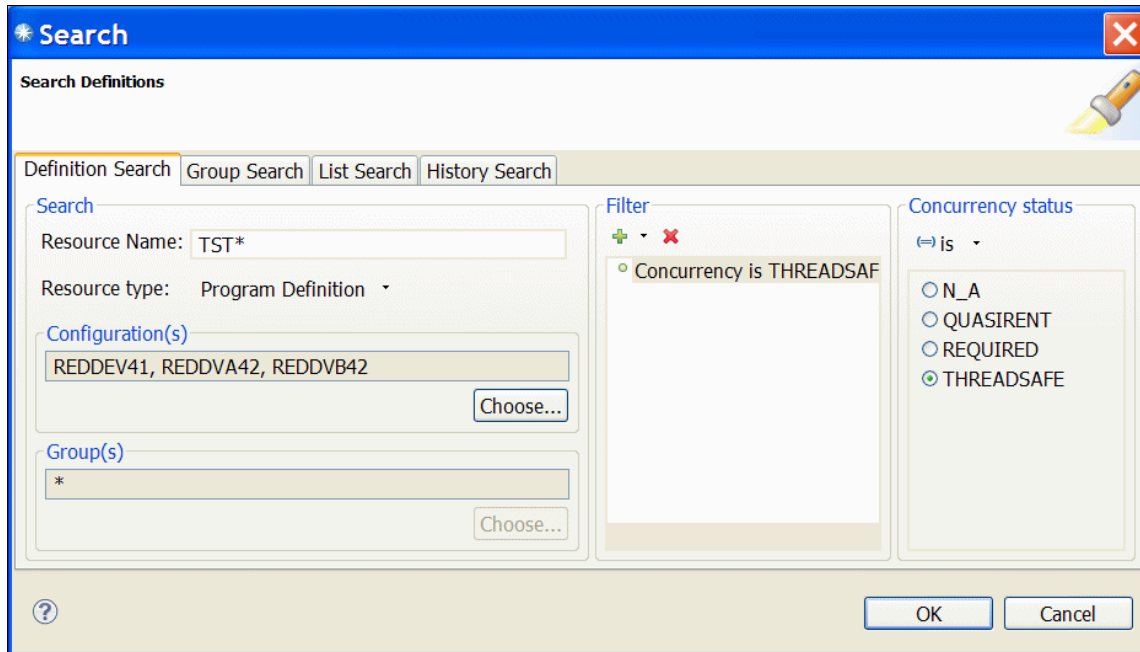 Search
Search Definitions
Definition Search
Group Search
List Search
History Search
Search
Resource Name: TST*
Resource type: Program Definition
Configuration(s)
REDDEV41, REDDVA42, REDDVB42
Choose...
Group(s)
*
Choose...
Filter
Concurrency is THREADSAF
Concurrency status
(=) is
N_A
QUASIRENT
REQUIRED
THREADSAFE
?
OK
Cancel